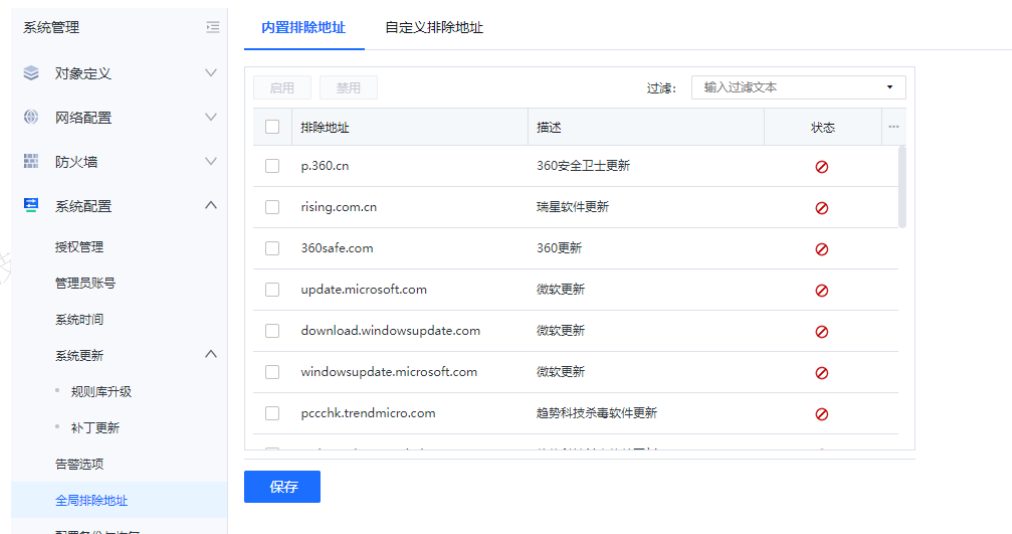 系统管理
对象定义
网络配置
防火墙
系统配置
授权管理
管理员账号
系统时间
系统更新
规则库升级
补丁更新
告警选项
全局排除地址
内置排除地址 自定义排除地址
启用 禁用 过滤: 输入过滤文本
排除地址 描述 状态 ···
p.360.cn 360安全卫士更新
rising.com.cn 瑞星软件更新
360safe.com 360更新
update.microsoft.com 微软更新
download.windowsupdate.com 微软更新
windowsupdate.microsoft.com 微软更新
pccchk.trendmicro.com 趋势科技杀毒软件更新
保存